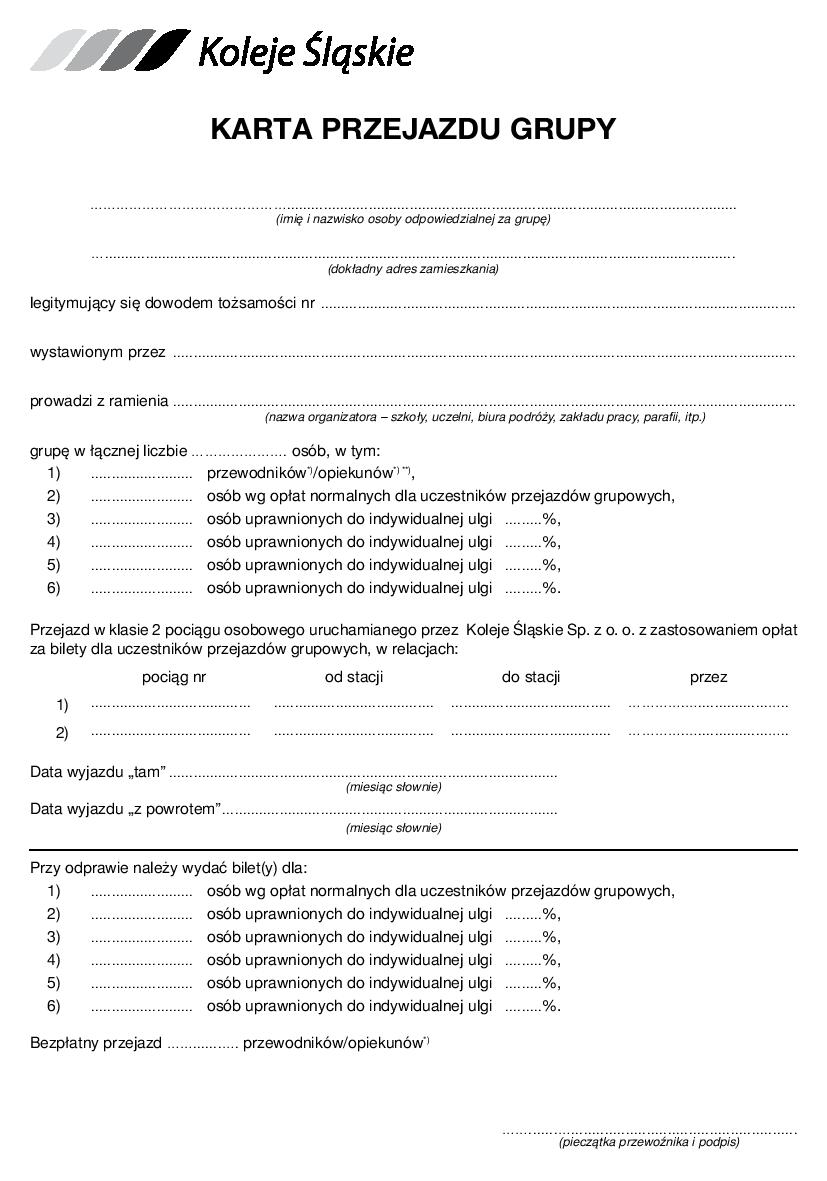 Koleje Śląskie
KARTA PRZEJAZDU GRUPY
................................................................................................................
(imię i nazwisko osoby odpowiedzialnej za grupę)
................................................................................................................
(dokładny adres zamieszkania)
legitymujący się dowodem tożsamości nr ................................................................................
wystawionym przez ................................................................................
prowadzi z ramienia ................................................................................
(nazwa organizatora – szkoły, uczelni, biura podróży, zakładu pracy, parafii, itp.)
grupę w łącznej liczbie ........................ osób, w tym:
1) ......................... przewodników*)/opiekunów*) **),
2) ......................... osób wg opłat normalnych dla uczestników przejazdów grupowych,
3) ......................... osób uprawnionych do indywidualnej ulgi .........%,
4) ......................... osób uprawnionych do indywidualnej ulgi .........%,
5) ......................... osób uprawnionych do indywidualnej ulgi .........%,
6) ......................... osób uprawnionych do indywidualnej ulgi .........%.
Przejazd w klasie 2 pociągu osobowego uruchamianego przez Koleje Śląskie Sp. z o. o. z zastosowaniem opłat
za bilety dla uczestników przejazdów grupowych, w relacjach:
pociąg nr od stacji do stacji przez
1) ....................................... ....................................... ....................................... .......................................
2) ....................................... ....................................... ....................................... .......................................
Data wyjazdu „tam” ................................................................................
(miesiąc słownie)
Data wyjazdu „z powrotem”................................................................................
(miesiąc słownie)
Przy odprawie należy wydać bilet(y) dla:
1) ......................... osób wg opłat normalnych dla uczestników przejazdów grupowych,
2) ......................... osób uprawnionych do indywidualnej ulgi .........%,
3) ......................... osób uprawnionych do indywidualnej ulgi .........%,
4) ......................... osób uprawnionych do indywidualnej ulgi .........%,
5) ......................... osób uprawnionych do indywidualnej ulgi .........%,
6) ......................... osób uprawnionych do indywidualnej ulgi .........%.
Bezpłatny przejazd ................. przewodników/opiekunów*)
........................................................................
(pieczątka przewoźnika i podpis)